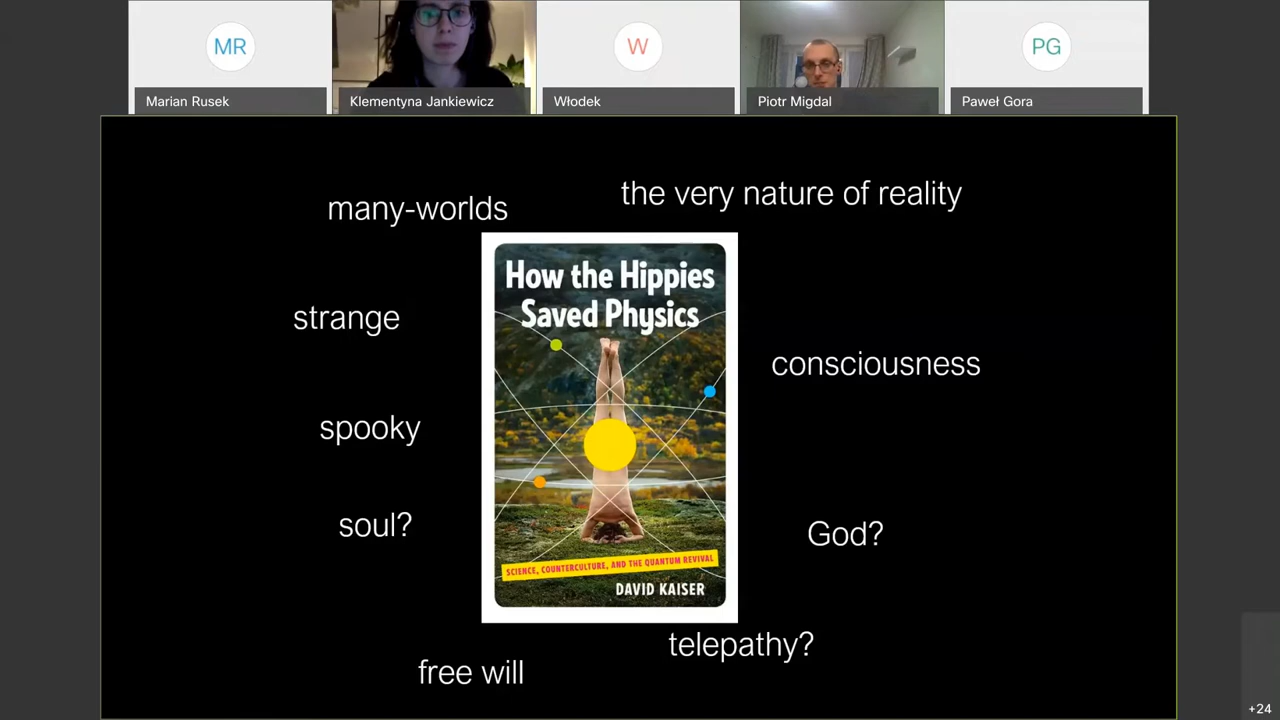 MR
W
PG
Marian Rusek
Klementyna Jankiewicz
Włodek
Piotr Migdal
Paweł Gora
many-worlds
the very nature of reality
How the Hippies
Saved Physics
strange
consciousness
spooky
soul?
God?
SCIENCE, COUNTERCULTURE, AND THE QUANTUM REVIVAL
DAVID KAISER
telepathy?
free will
+24